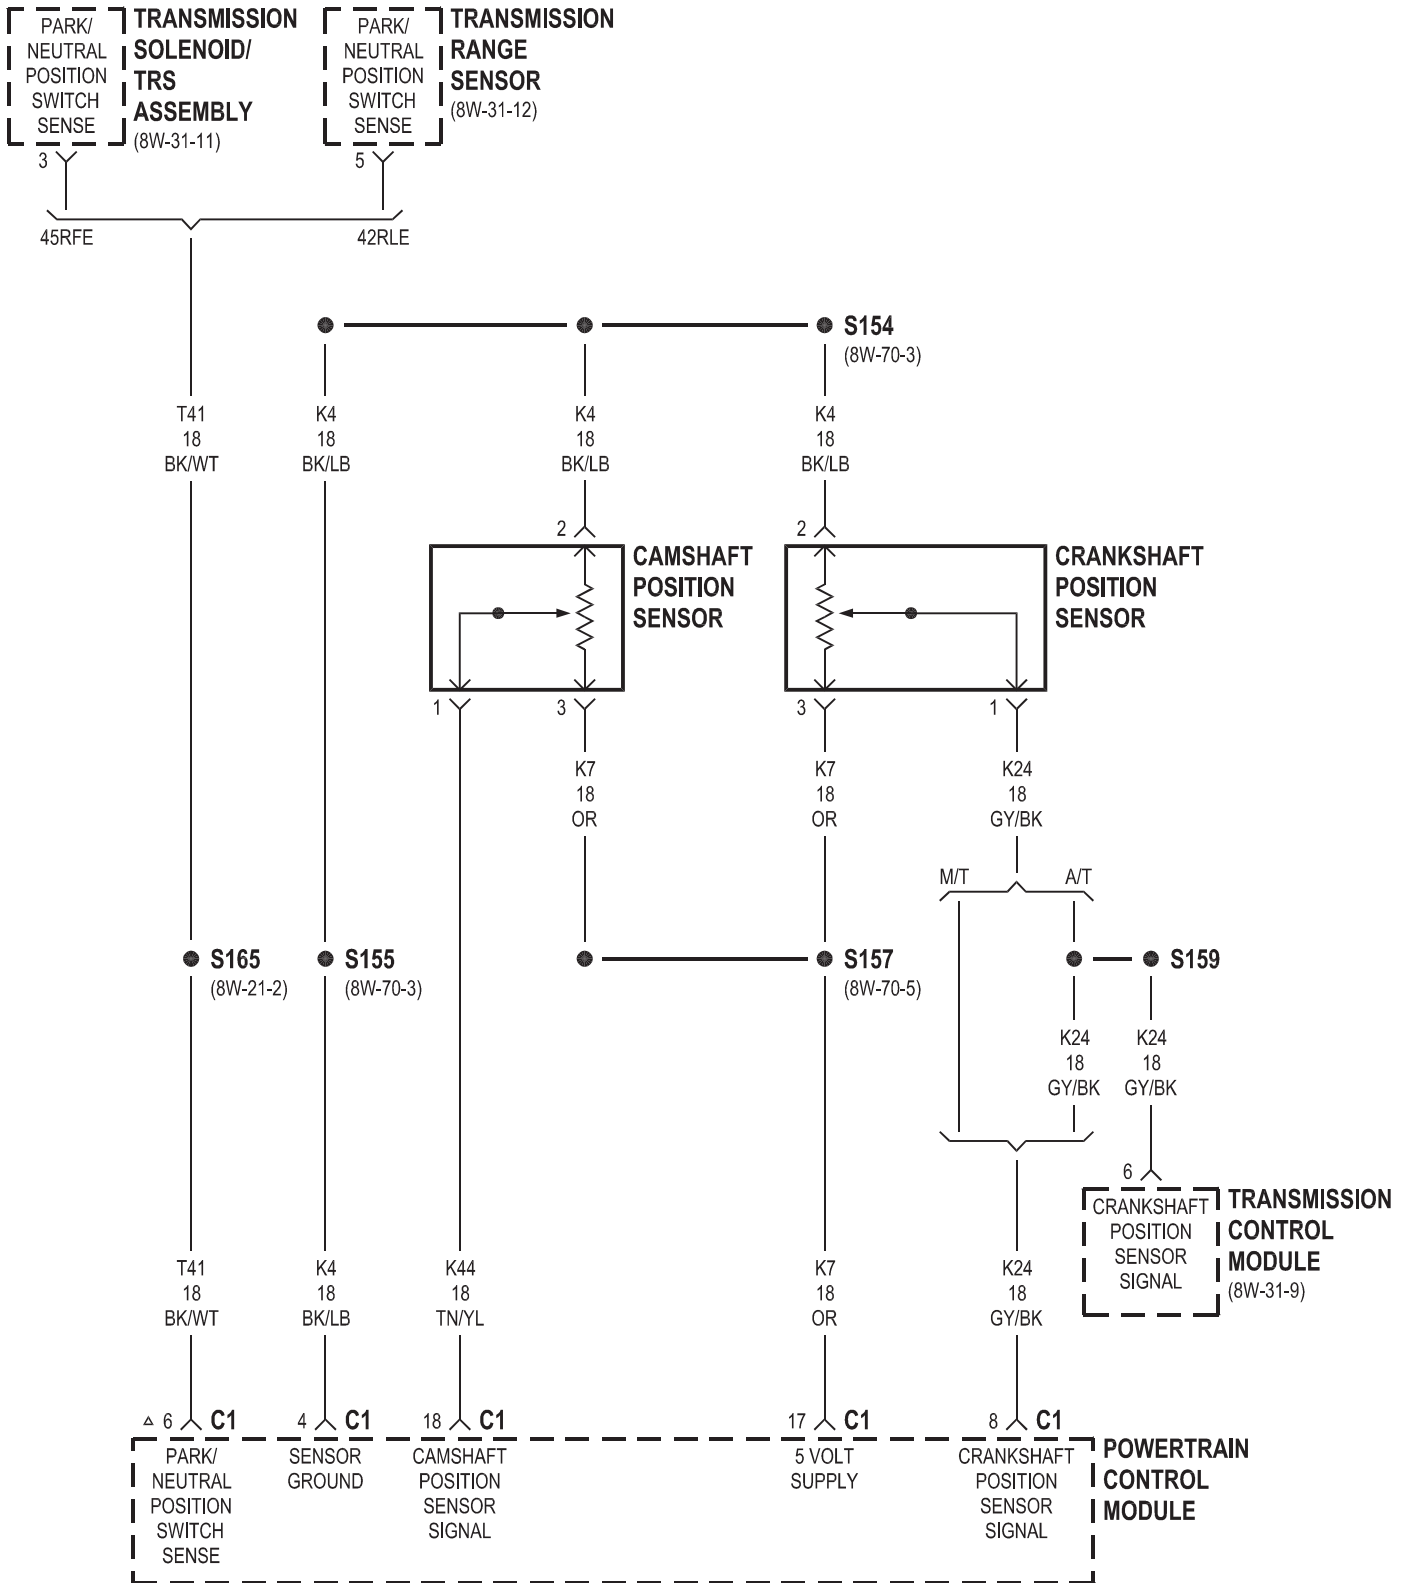 PARK/
NEUTRAL
POSITION
SWITCH
SENSE
TRANSMISSION
SOLENOID/
TRS
ASSEMBLY
(8W-31-11)
PARK/
NEUTRAL
POSITION
SWITCH
SENSE
TRANSMISSION
RANGE
SENSOR
(8W-31-12)
3
5
45RFE
42RLE
S154
(8W-70-3)
T41
18
BK/WT
K4
18
BK/LB
K4
18
BK/LB
K4
18
BK/LB
2
CAMSHAFT
POSITION
SENSOR
2
CRANKSHAFT
POSITION
SENSOR
1
3
3
1
K7
18
OR
K7
18
OR
K24
18
GY/BK
M/T
A/T
S165
(8W-21-2)
S155
(8W-70-3)
S157
(8W-70-5)
S159
K24
18
GY/BK
K24
18
GY/BK
6
CRANKSHAFT
POSITION
SENSOR
SIGNAL
TRANSMISSION
CONTROL
MODULE
(8W-31-9)
T41
18
BK/WT
K4
18
BK/LB
K44
18
TN/YL
K7
18
OR
K24
18
GY/BK
△ 6 C1
4 C1
18 C1
17 C1
8 C1
PARK/
NEUTRAL
POSITION
SWITCH
SENSE
SENSOR
GROUND
CAMSHAFT
POSITION
SENSOR
SIGNAL
5 VOLT
SUPPLY
CRANKSHAFT
POSITION
SENSOR
SIGNAL
POWERTRAIN
CONTROL
MODULE